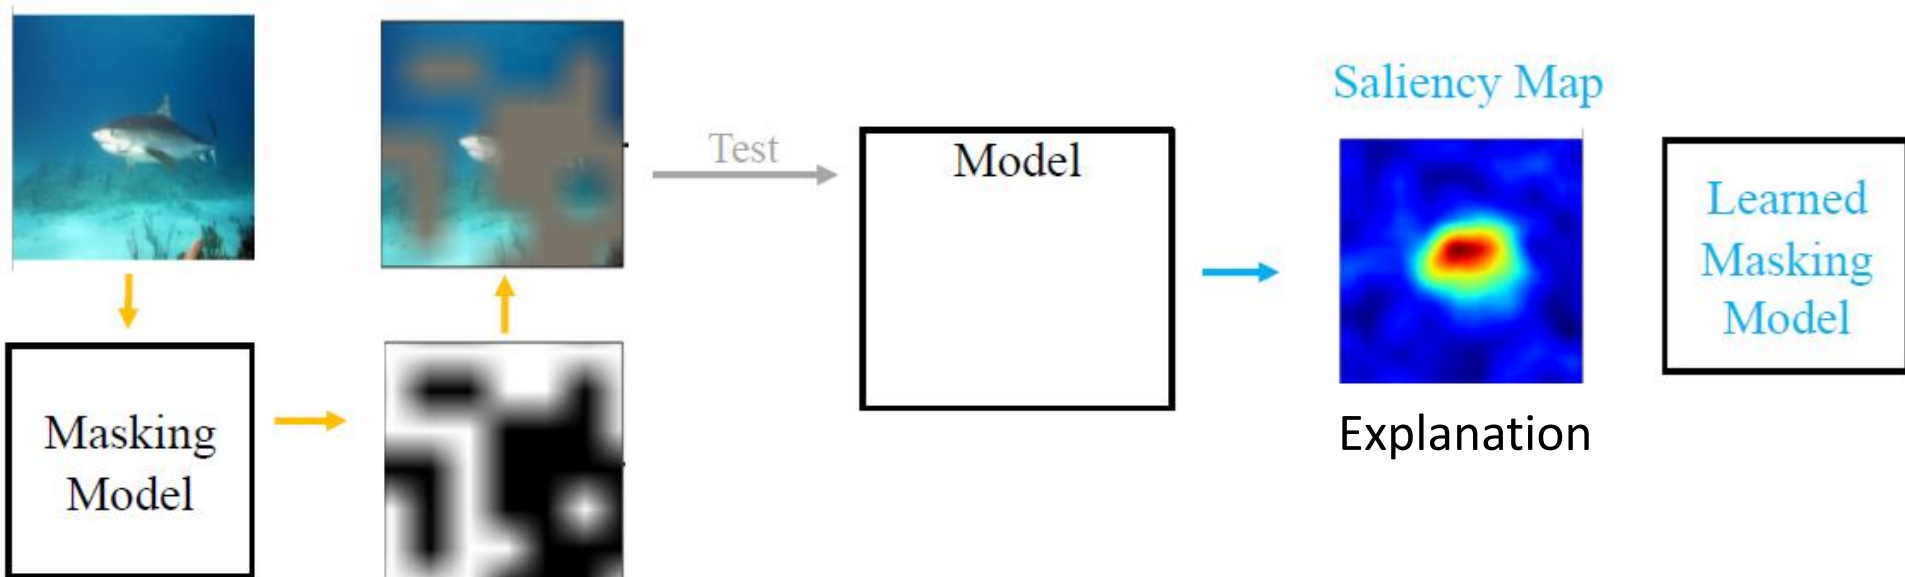 Masking
Model
Test
Model
Saliency Map
Explanation
Learned
Masking
Model